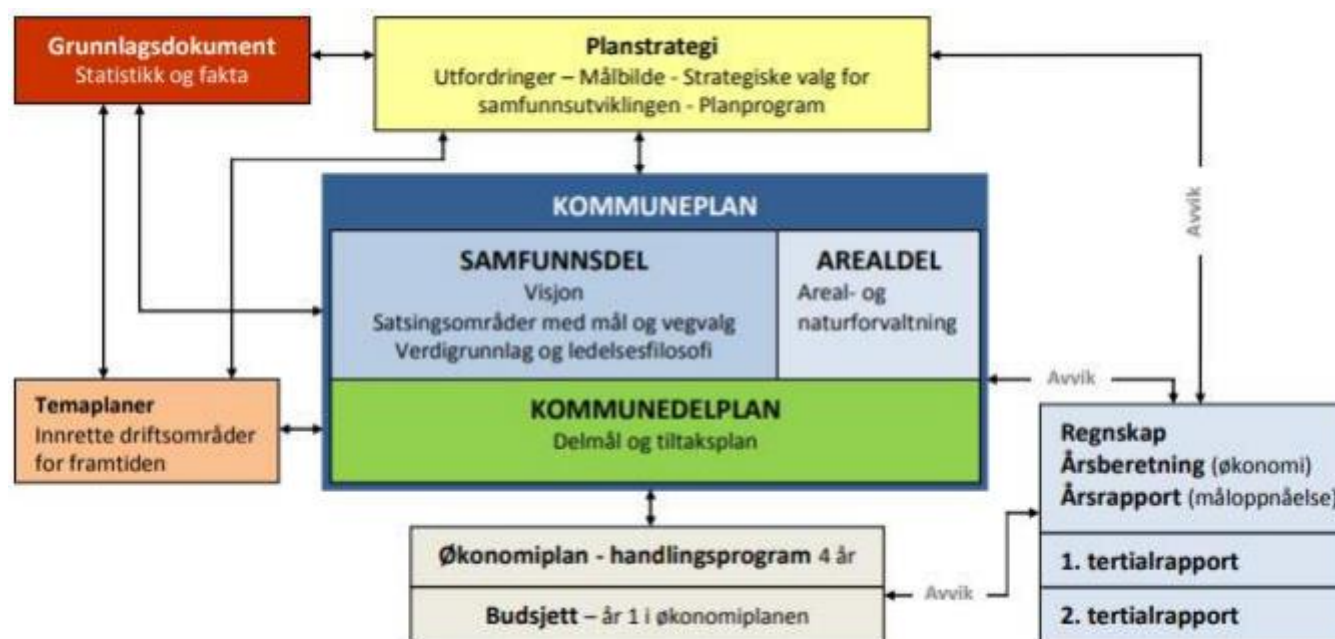 Grunnlagsdokument
Statistikk og fakta
Planstrategi
Utfordringer – Målbilde - Strategiske valg for
samfunnsutviklingen - Planprogram
Avvik
KOMMUNEPLAN
SAMFUNNSDEL
Visjon
Satsingsområder med mål og vegvalg
Verdigrunnlag og ledelsesfilosofi
AREALDEL
Areal- og
naturforvaltning
Temaplaner
Innrette driftsområder
for framtiden
KOMMUNEDELPLAN
Delmål og tiltaksplan
Avvik
Regnskap
Årsberetning (økonomi)
Årsrapport (måloppnåelse)
1. tertialrapport
2. tertialrapport
Økonomiplan - handlingsprogram 4 år
Budsjett – år 1 i økonomiplanen
Avvik